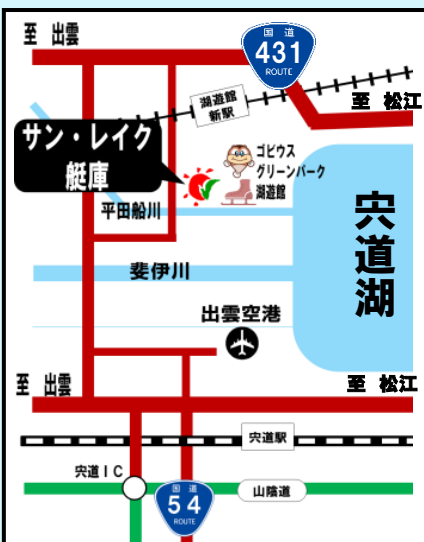 至 出雲
国道
431
ROUTE
湖遊館
新駅
至 松江
サン・レイク
艇庫
ゴビウス
グリーンパーク
湖遊館
平田船川
宍道湖
斐伊川
出雲空港
至 出雲
至 松江
宍道駅
宍道IC
国道
54
ROUTE
山陰道